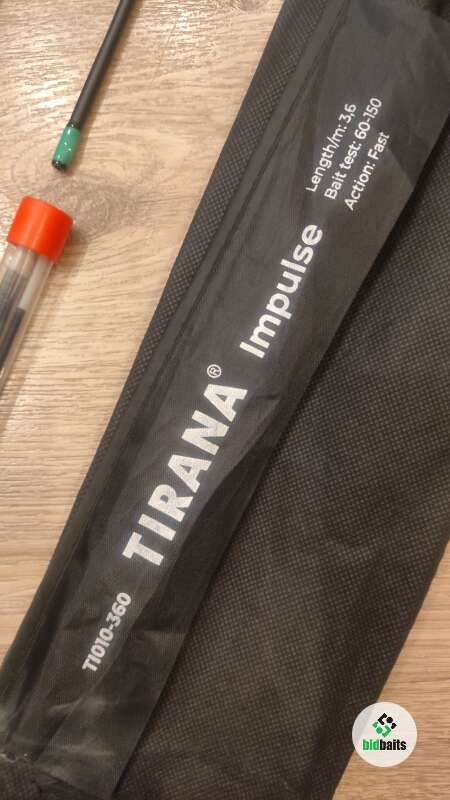 Length/m: 3,6
Bait test: 60-150
Action: Fast
Impulse
TIRANA®
TI010-360
bidbaits